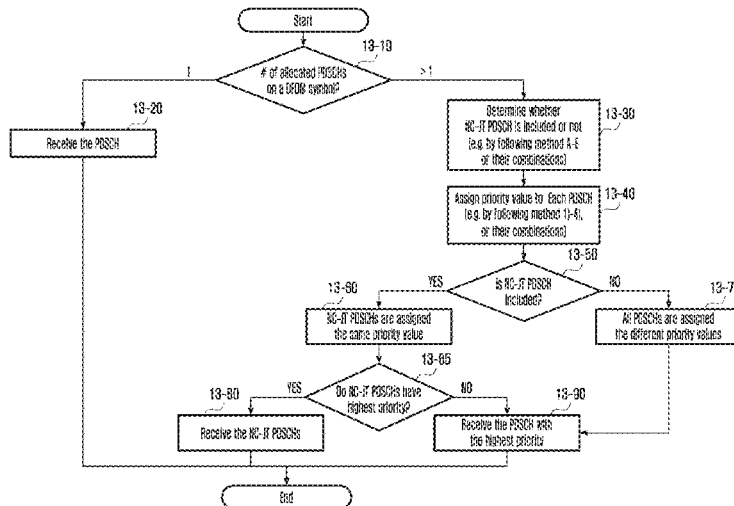 Start
13-10
# of allocated PDSCHs
on a OFDM symbol?
1
>1
13-20
Receive the PDSCH
13-30
Determine whether
NC-JT PDSCH is included or not
(e.g. by following method A-E
or their combinations)
13-40
Assign priority value to Each PDSCH
(e.g. by following method 1)-4),
or their combinations)
13-50
Is NC-JT PDSCH
included?
YES
NO
13-60
NC-JT PDSCHs are assigned
the same priority value
13-7
All PDSCHs are assigned
the different priority values
13-65
Do NC-JT PDSCHs have
highest priority?
YES
NO
13-80
Receive the NC-JT PDSCHs
13-90
Receive the PDSCH with
the highest priority
End